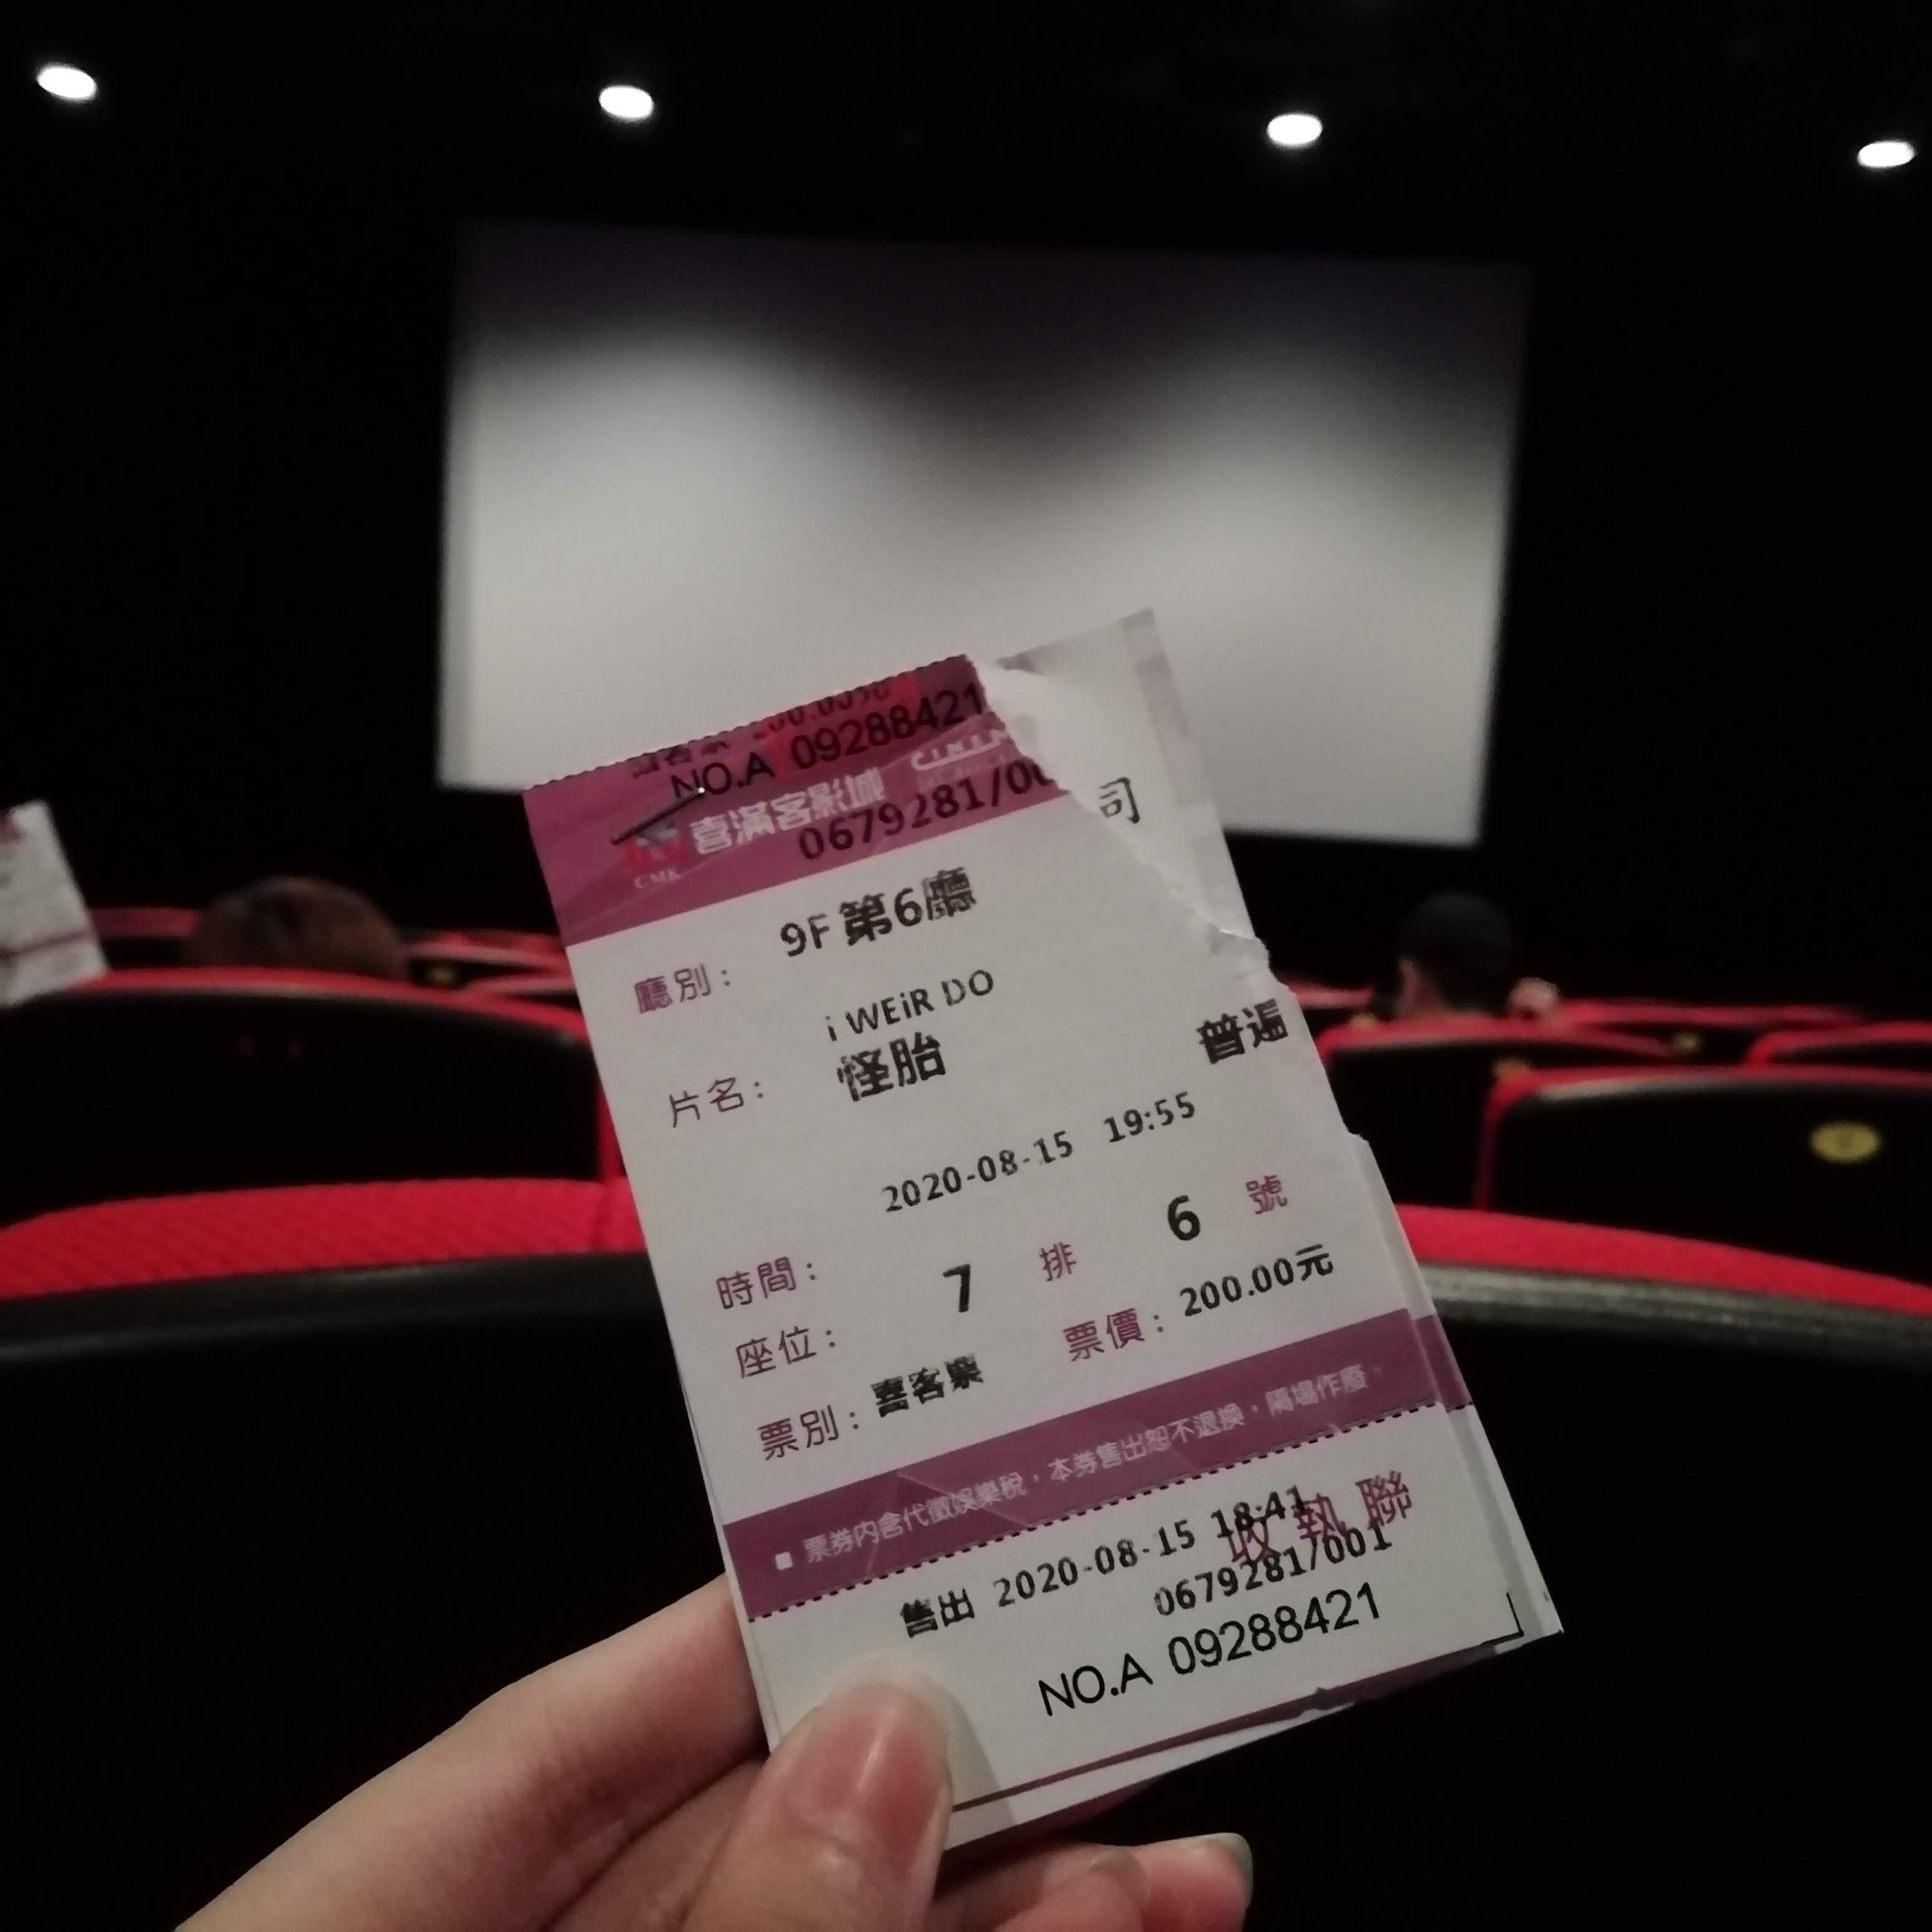 NO.A 09288421
喜滿客影城
CMK
0679281/00
司
廳別： 9F 第6廳
i WEiR DO
片名： 怪胎 普遍
時間： 2020-08-15 19:55
座位： 7 排 6 號
票別：喜客票 票價：200.00元
■ 票券內含代徵娛樂稅，本券售出恕不退換，隔場作廢。
收執聯
售出 2020-08-15 18:41
0679281/001
NO.A 09288421